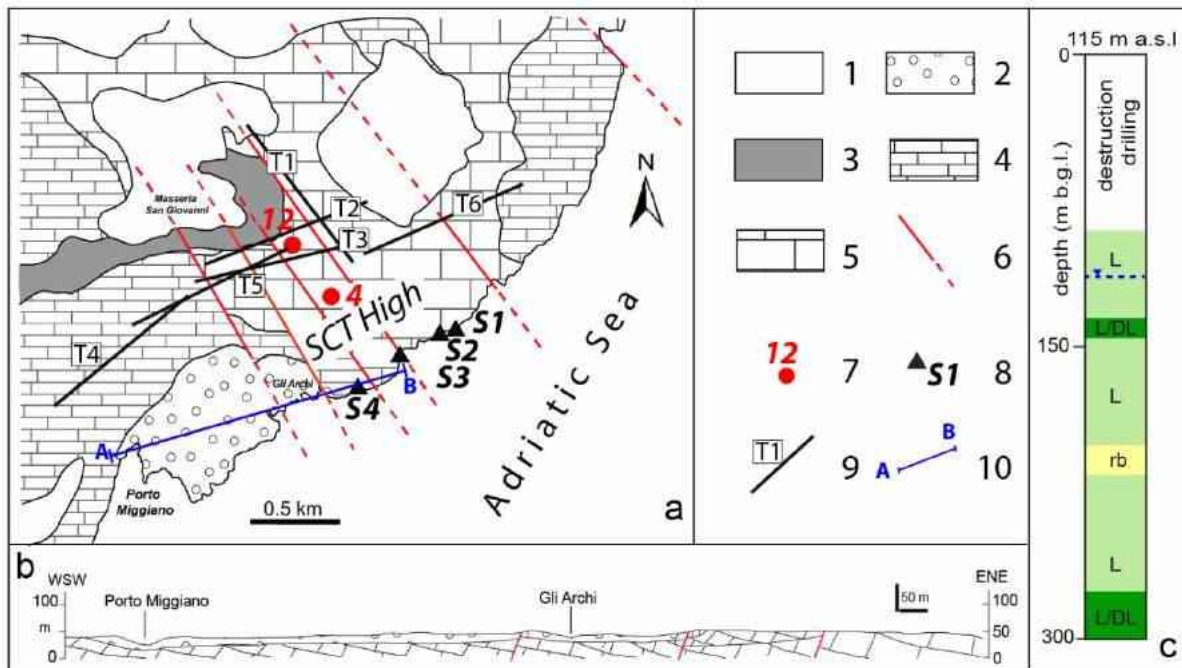 T1
T2
T6
N
Masseria
San Giovanni
12
T3
T5
4
SCT High
T4
S1
S2
S3
Gli Archi
B
S4
A
Adriatic Sea
Porto
Miggiano
0.5 km
a
1
2
3
4
5
6
12
7
S1
8
T1
9
B
A
10
115 m a.s.l
0
destruction
drilling
depth (m b.g.l.)
L
L/DL
150
L
rb
L
L/DL
300
c
b
WSW
ENE
100
Porto Miggiano
Gli Archi
50 m
100
m
50
0
0